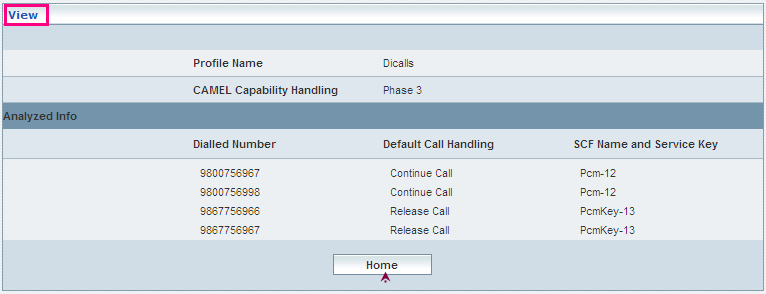 View
Profile Name Dicalls
CAMEL Capability Handling Phase 3
Analyzed Info
Dialled Number Default Call Handling SCF Name and Service Key
9800756967 Continue Call Pcm-12
9800756998 Continue Call Pcm-12
9867756966 Release Call PcmKey-13
9867756967 Release Call PcmKey-13
Home